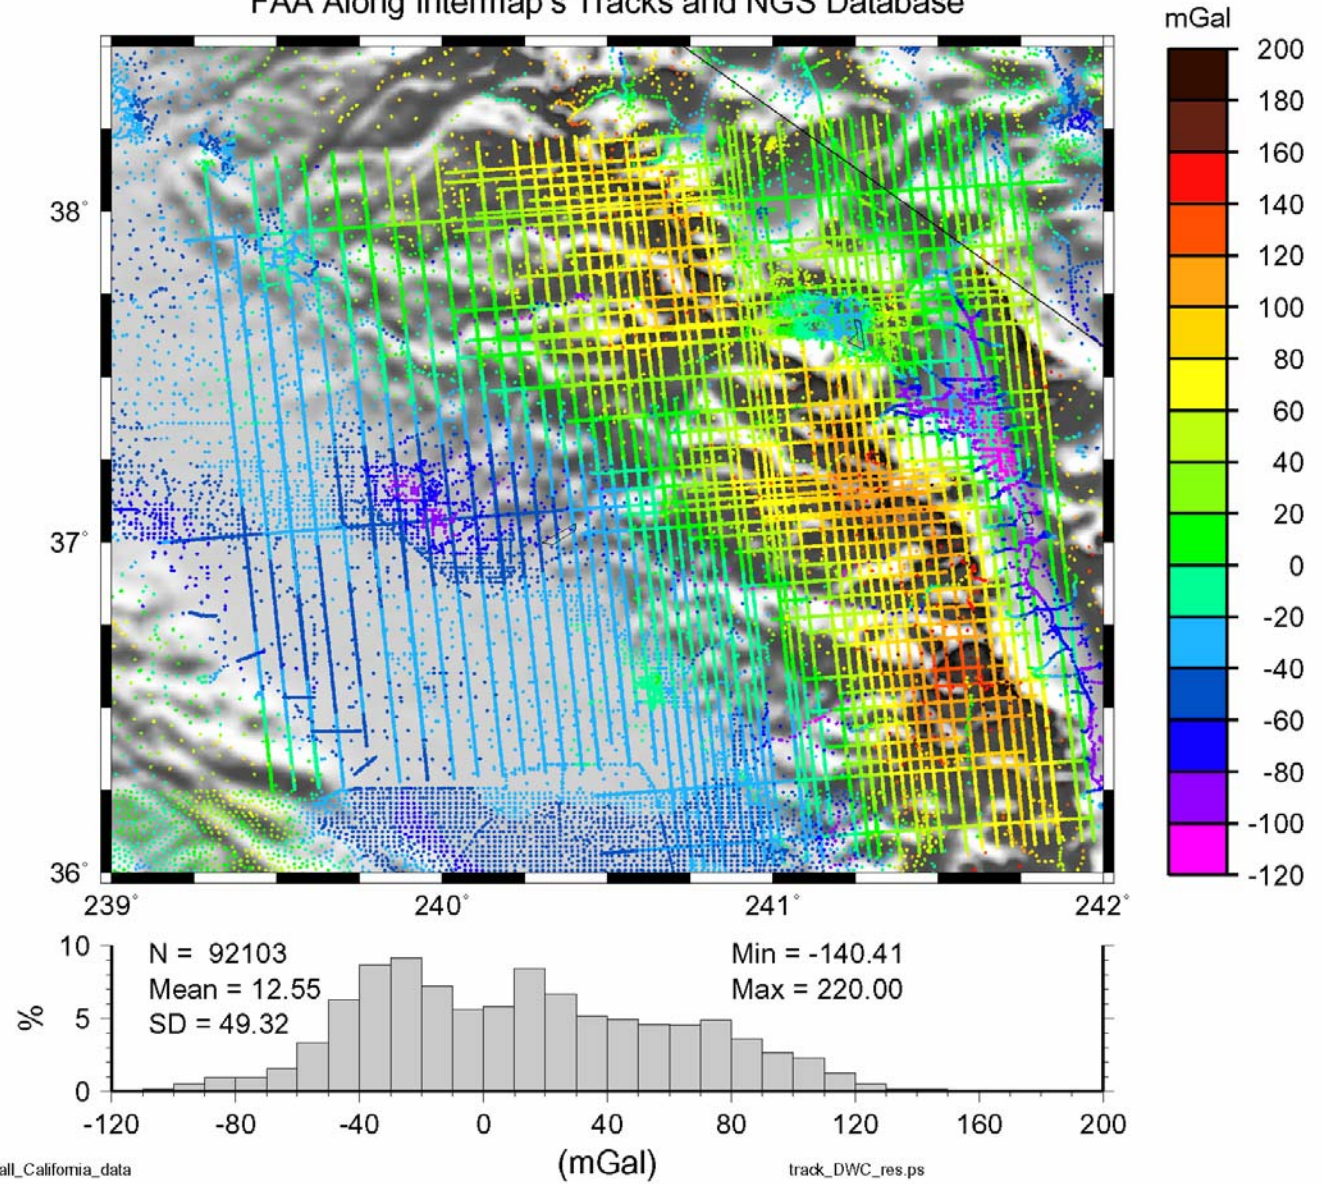 FAA Along Intermap's Tracks and NGS Database
mGal
200
180
160
140
120
100
80
60
40
20
0
-20
-40
-60
-80
-100
-120
38°
37°
36°
239° 240° 241° 242°
N = 92103
Mean = 12.55
SD = 49.32
Min = -140.41
Max = 220.00
10
5
0
%
-120 -80 -40 0 40 80 120 160 200
(mGal)
all_California_data
track_DWC_res.ps